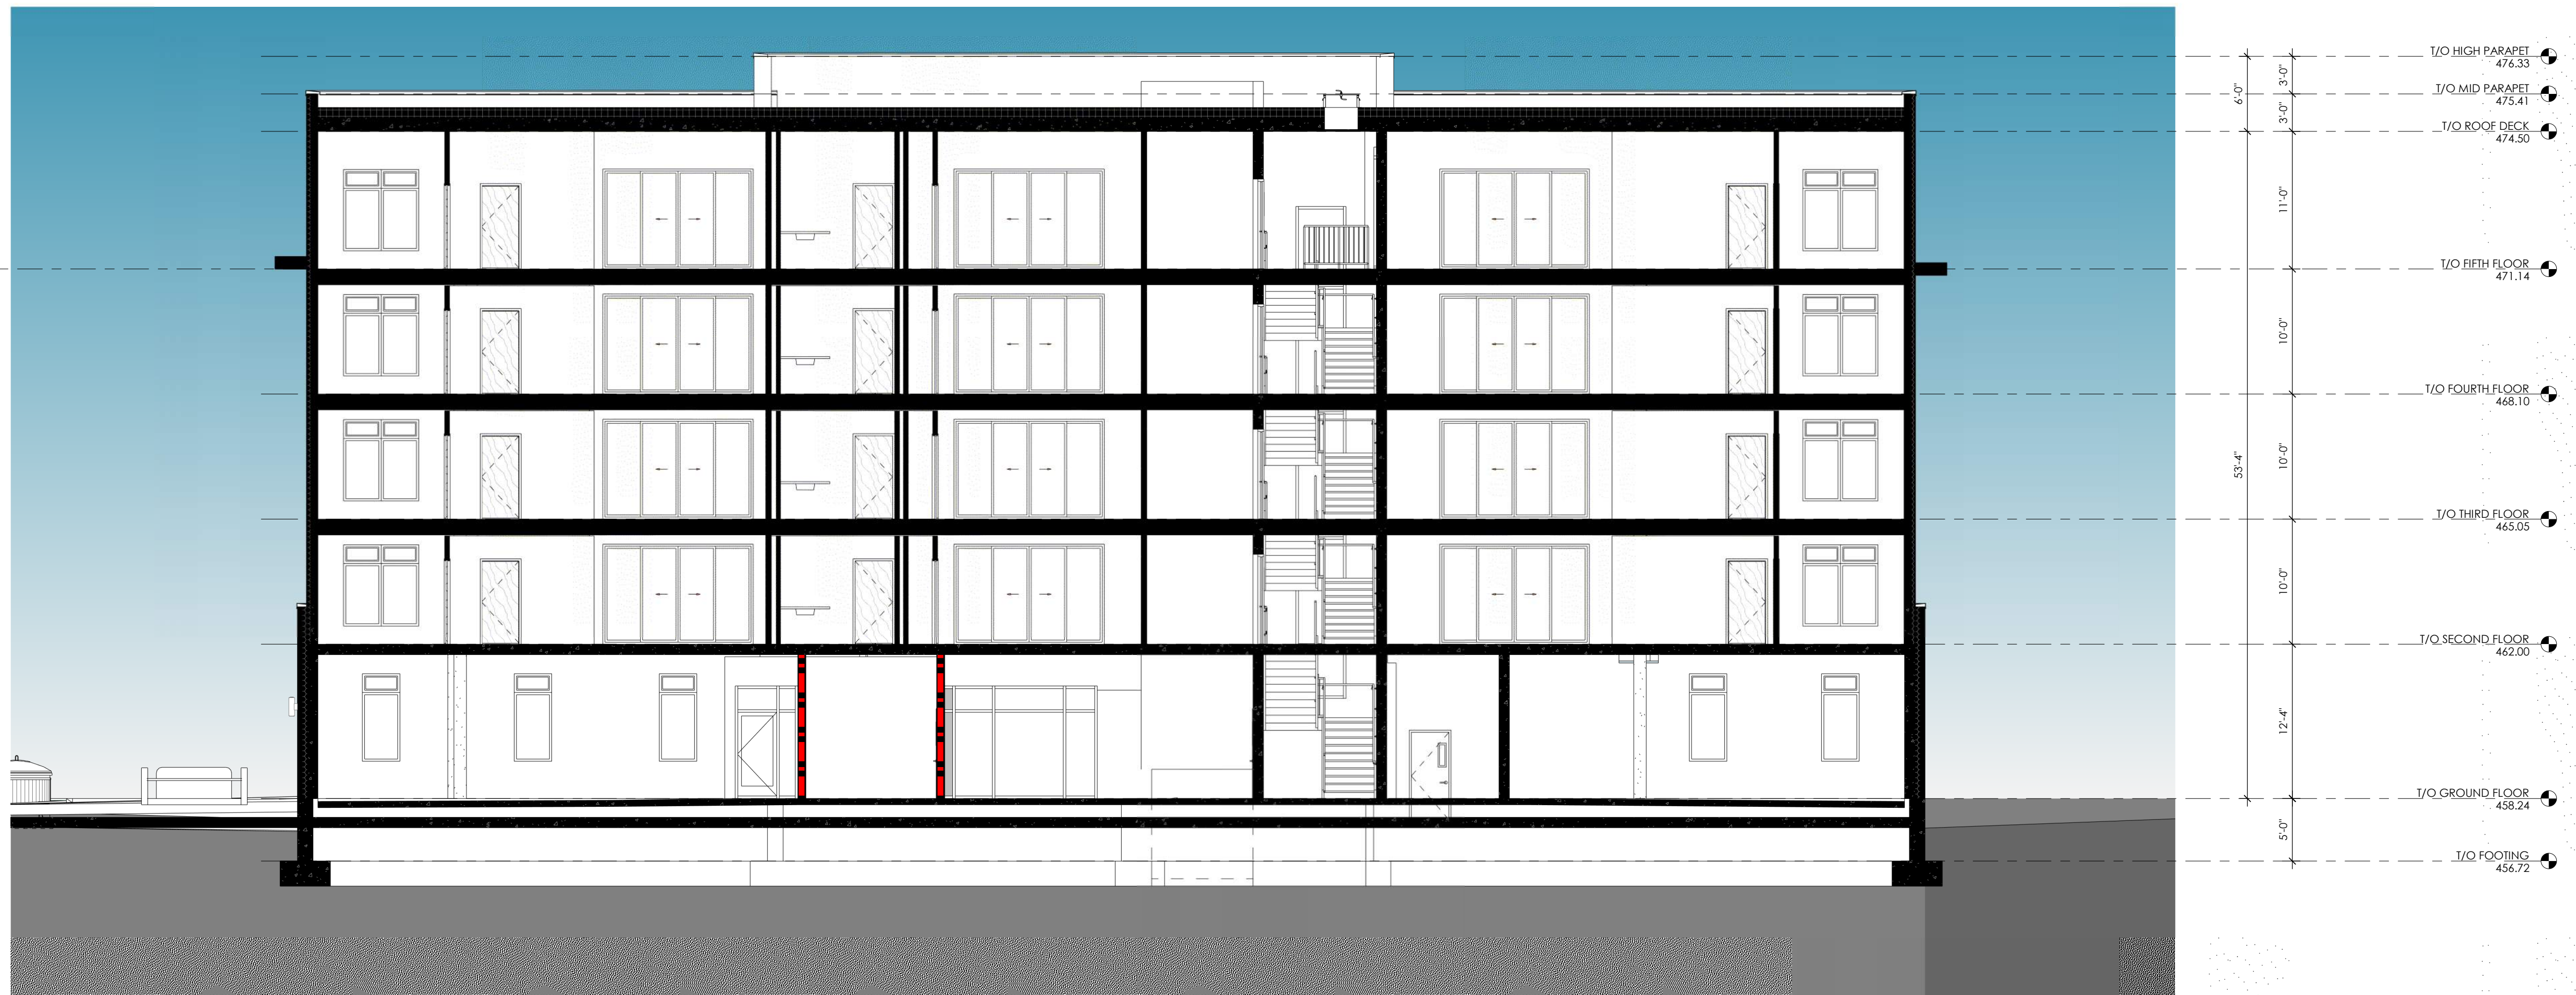 T/O HIGH PARAPET
476.33
3'-0"
T/O MID PARAPET
475.41
6'-0"
3'-0"
T/O ROOF DECK
474.50
11'-0"
T/O FIFTH FLOOR
471.14
10'-0"
T/O FOURTH FLOOR
468.10
53'-4"
10'-0"
T/O THIRD FLOOR
465.05
10'-0"
T/O SECOND FLOOR
462.00
12'-4"
T/O GROUND FLOOR
458.24
5'-0"
T/O FOOTING
456.72